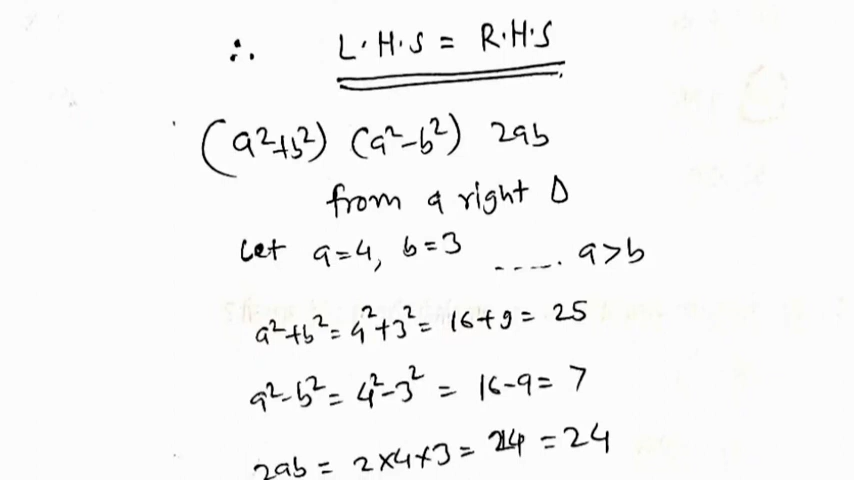 ∴ L.H.S = R.H.S
(a²+b²) (a²-b²) 2ab
from a right Δ
Let a=4, b=3 ..... a>b
a²+b² = 4²+3² = 16+9 = 25
a²-b² = 4²-3² = 16-9 = 7
2ab = 2×4×3 = 24 = 24